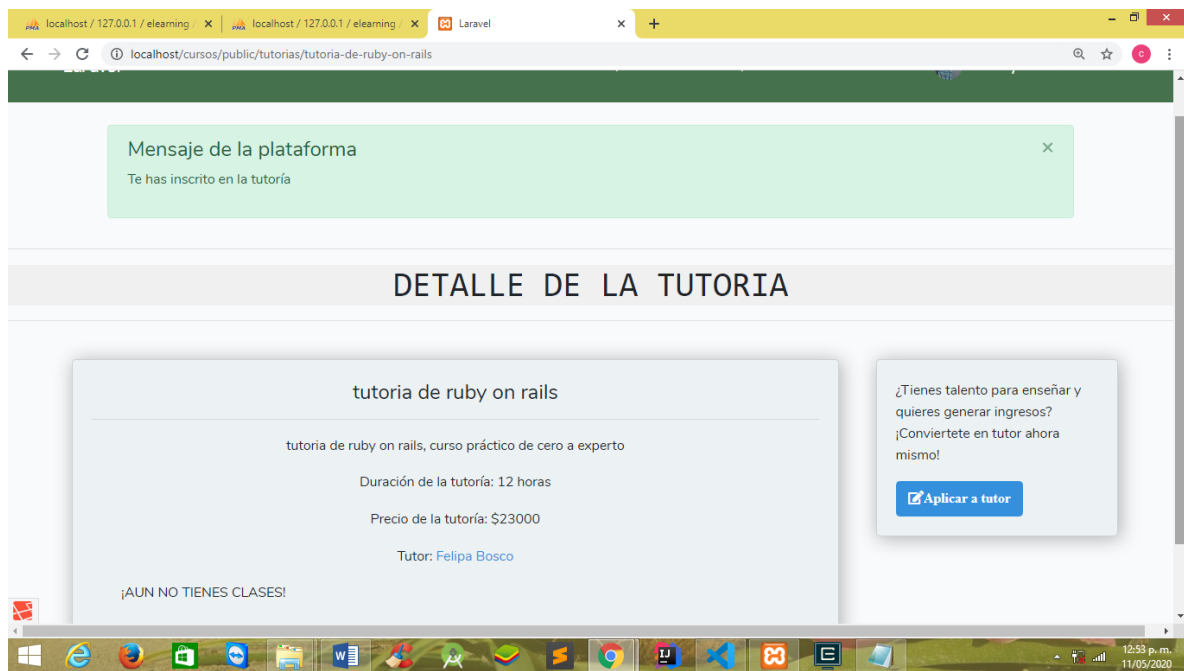 localhost / 127.0.0.1 / elearning /
localhost / 127.0.0.1 / elearning /
Laravel
localhost/cursos/public/tutorias/tutoria-de-ruby-on-rails
c
Mensaje de la plataforma
×
Te has inscrito en la tutoría
DETALLE DE LA TUTORIA
tutoria de ruby on rails
tutoria de ruby on rails, curso práctico de cero a experto
Duración de la tutoría: 12 horas
Precio de la tutoría: $23000
Tutor: Felipa Bosco
¡AUN NO TIENES CLASES!
¿Tienes talento para enseñar y
quieres generar ingresos?
¡Conviertete en tutor ahora
mismo!
Aplicar a tutor
12:53 p. m.
11/05/2020